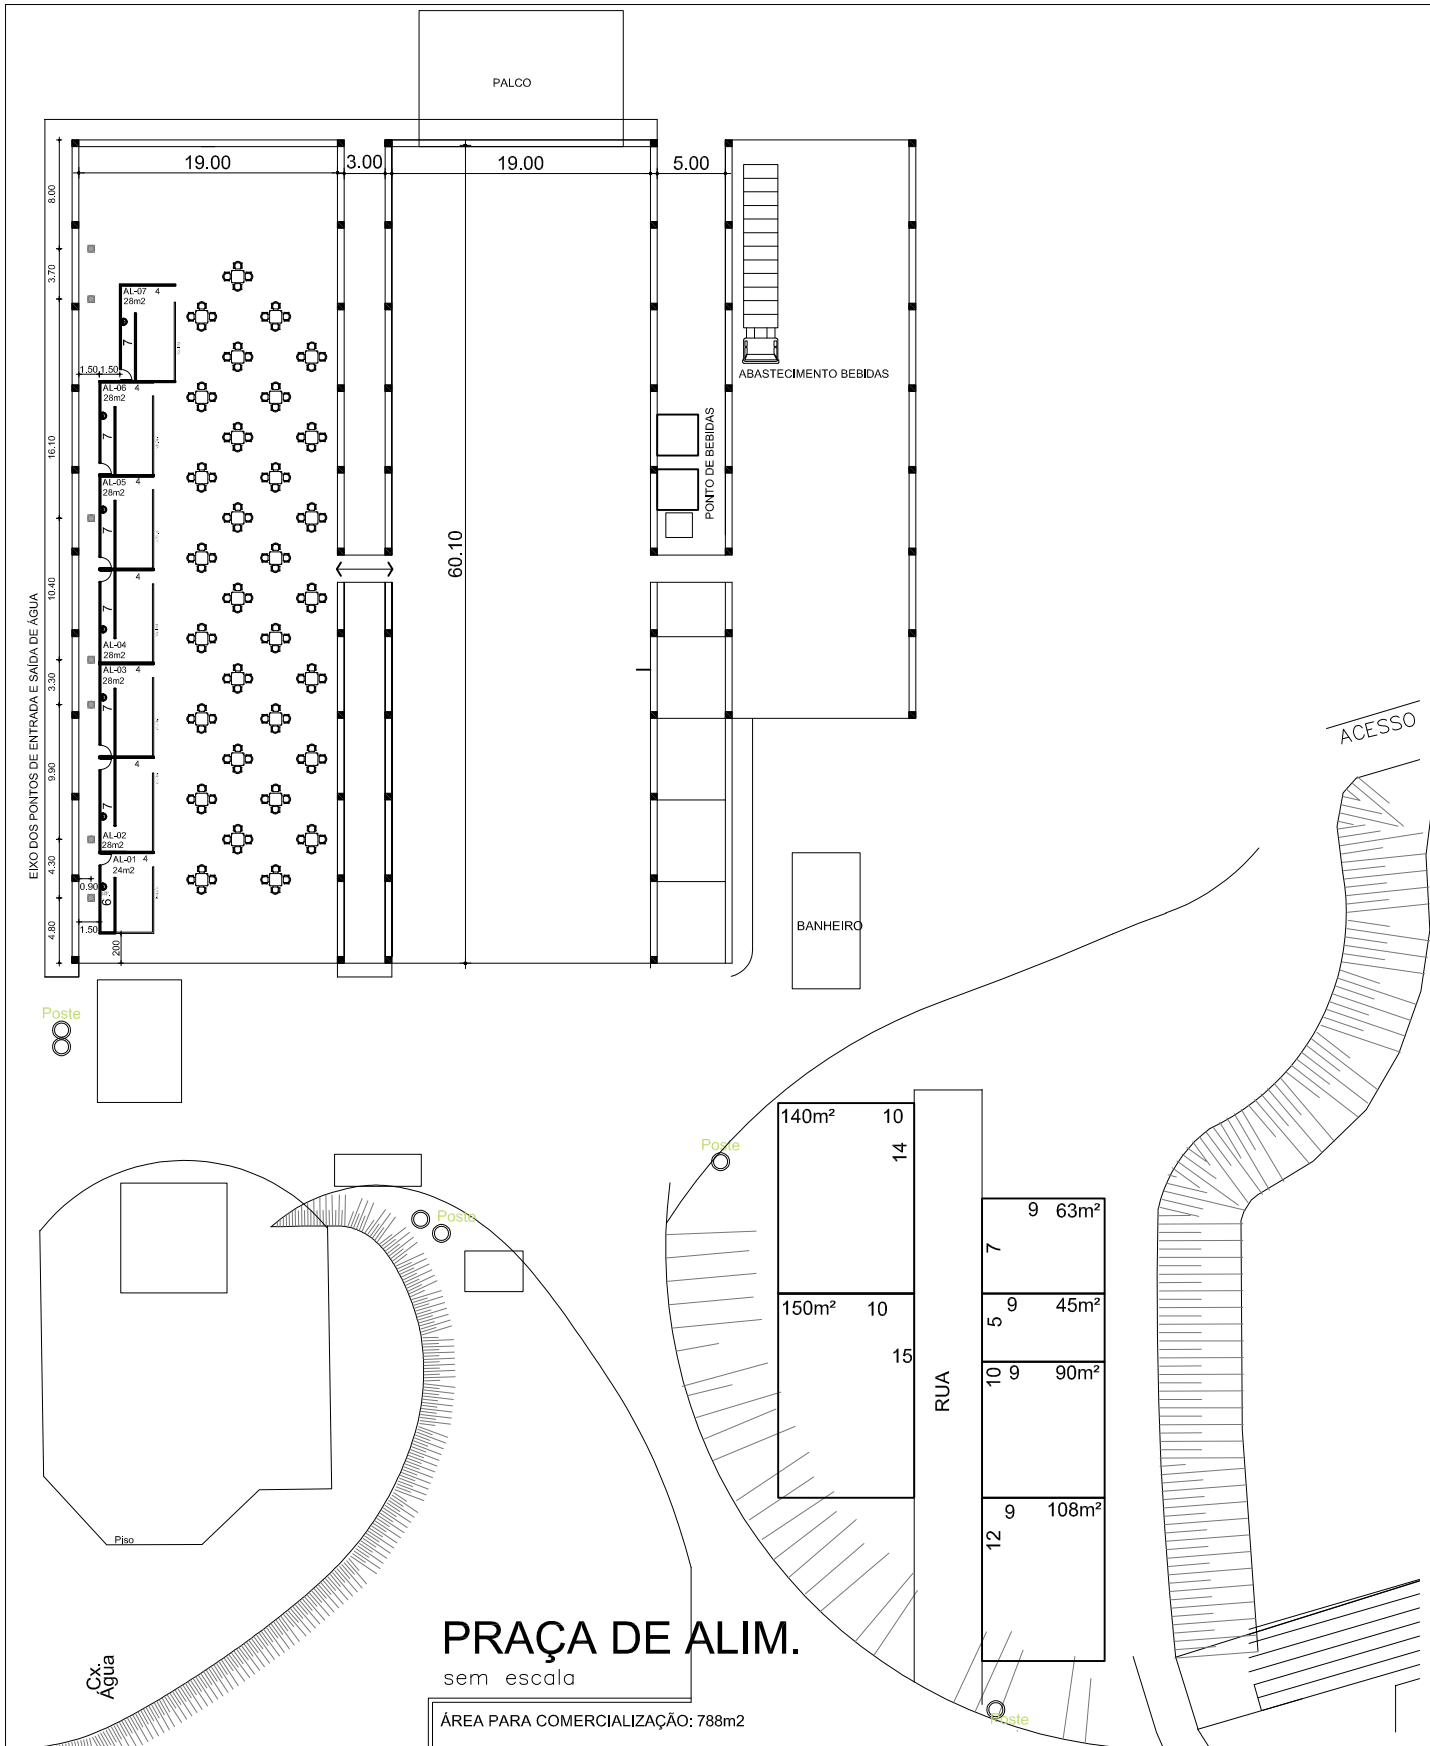 PALCO
19.00
3.00
19.00
5.00
8.00
3.70
16.10
10.40
3.30
9.90
4.30
4.80
EIXO DOS PONTOS DE ENTRADA E SAÍDA DE ÁGUA
AL-07 4
28m2
7
1.50 1.50
AL-06 4
28m2
7
AL-05 4
28m2
7
4
7
AL-04
28m2
AL-03 4
28m2
7
4
7
AL-02
28m2
AL-01 4
24m2
0.90
6
1.50
200
60.10
ABASTECIMENTO BEBIDAS
PONTO DE BEBIDAS
ACESSO
BANHEIRO
Poste
Poste
Poste
140m² 10
14
150m² 10
15
RUA
9 63m²
7
9 45m²
5
10 9 90m²
9 108m²
12
Piso
Cx.
Água
Poste
PRAÇA DE ALIM.
sem escala
ÁREA PARA COMERCIALIZAÇÃO: 788m2